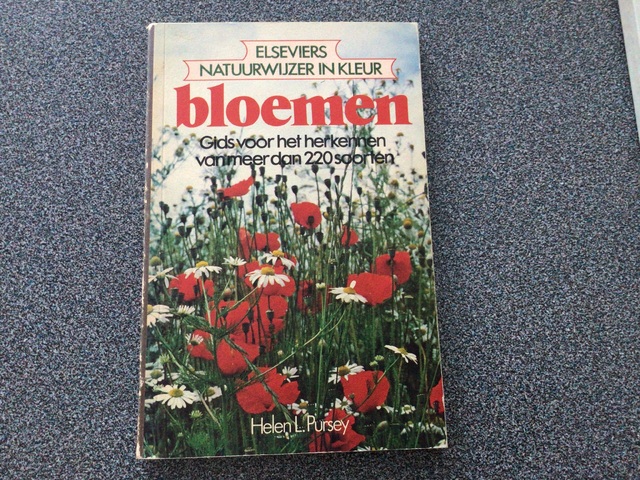 ELSEVIERS
NATUURWIJZER IN KLEUR
bloemen
Gids voor het herkennen
van meer dan 220 soorten
Helen L. Pursey